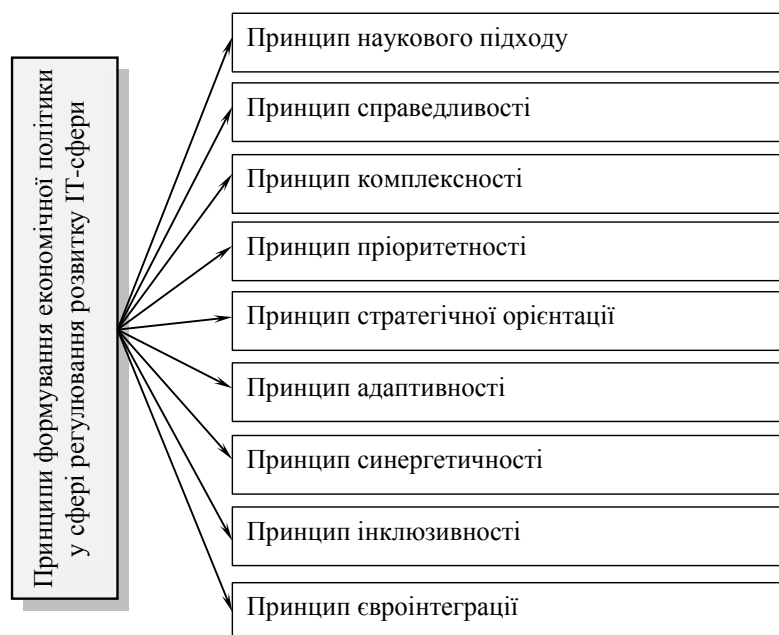 Принципи формування економічної політики
у сфері регулювання розвитку ІТ-сфери
Принцип наукового підходу
Принцип справедливості
Принцип комплексності
Принцип пріоритетності
Принцип стратегічної орієнтації
Принцип адаптивності
Принцип синергетичності
Принцип інклюзивності
Принцип євроінтеграції